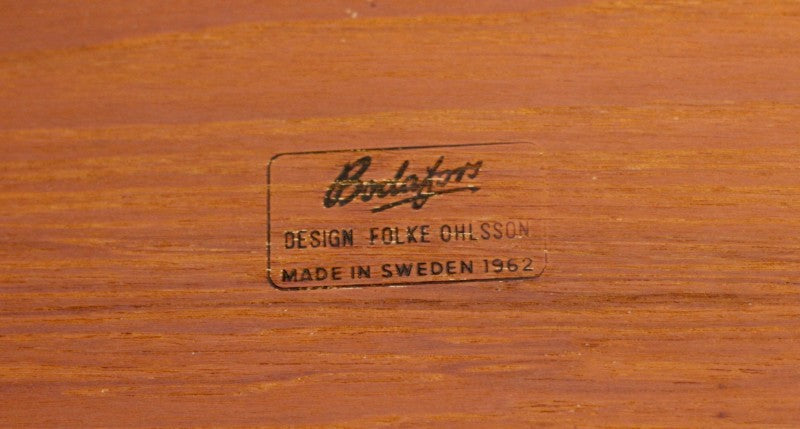 Bodafors
DESIGN FOLKE OHLSSON
MADE IN SWEDEN 1962